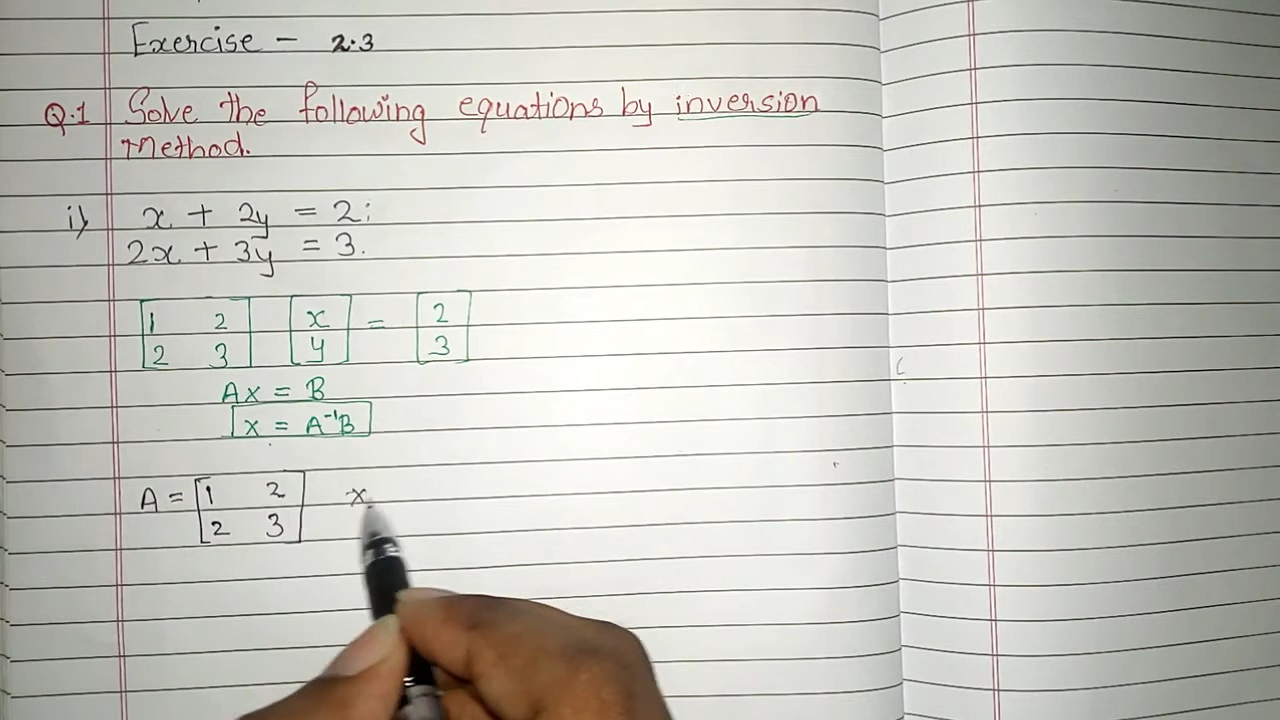 Exercise - 2.3
Q.1 Solve the following equations by inversion
Method.
i) x + 2y = 2;
2x + 3y = 3.
[1 2 [x = [2
2 3] y] 3]
Ax = B
x = A⁻¹B
A = [1 2 x
2 3]